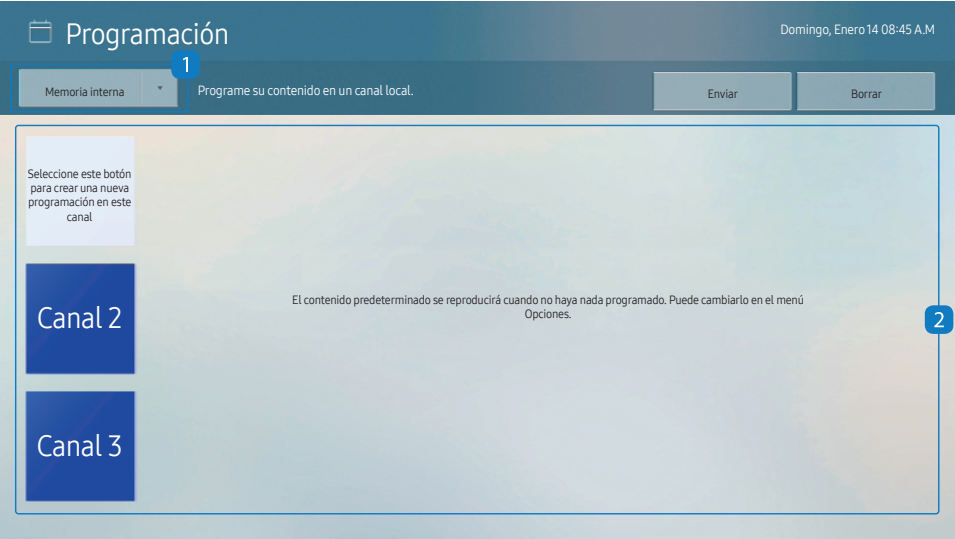 Programación
Domingo, Enero 14 08:45 A.M
1
Memoria interna
Programe su contenido en un canal local.
Enviar
Borrar
Seleccione este botón
para crear una nueva
programación en este
canal
Canal 2
El contenido predeterminado se reproducirá cuando no haya nada programado. Puede cambiarlo en el menú
Opciones.
2
Canal 3